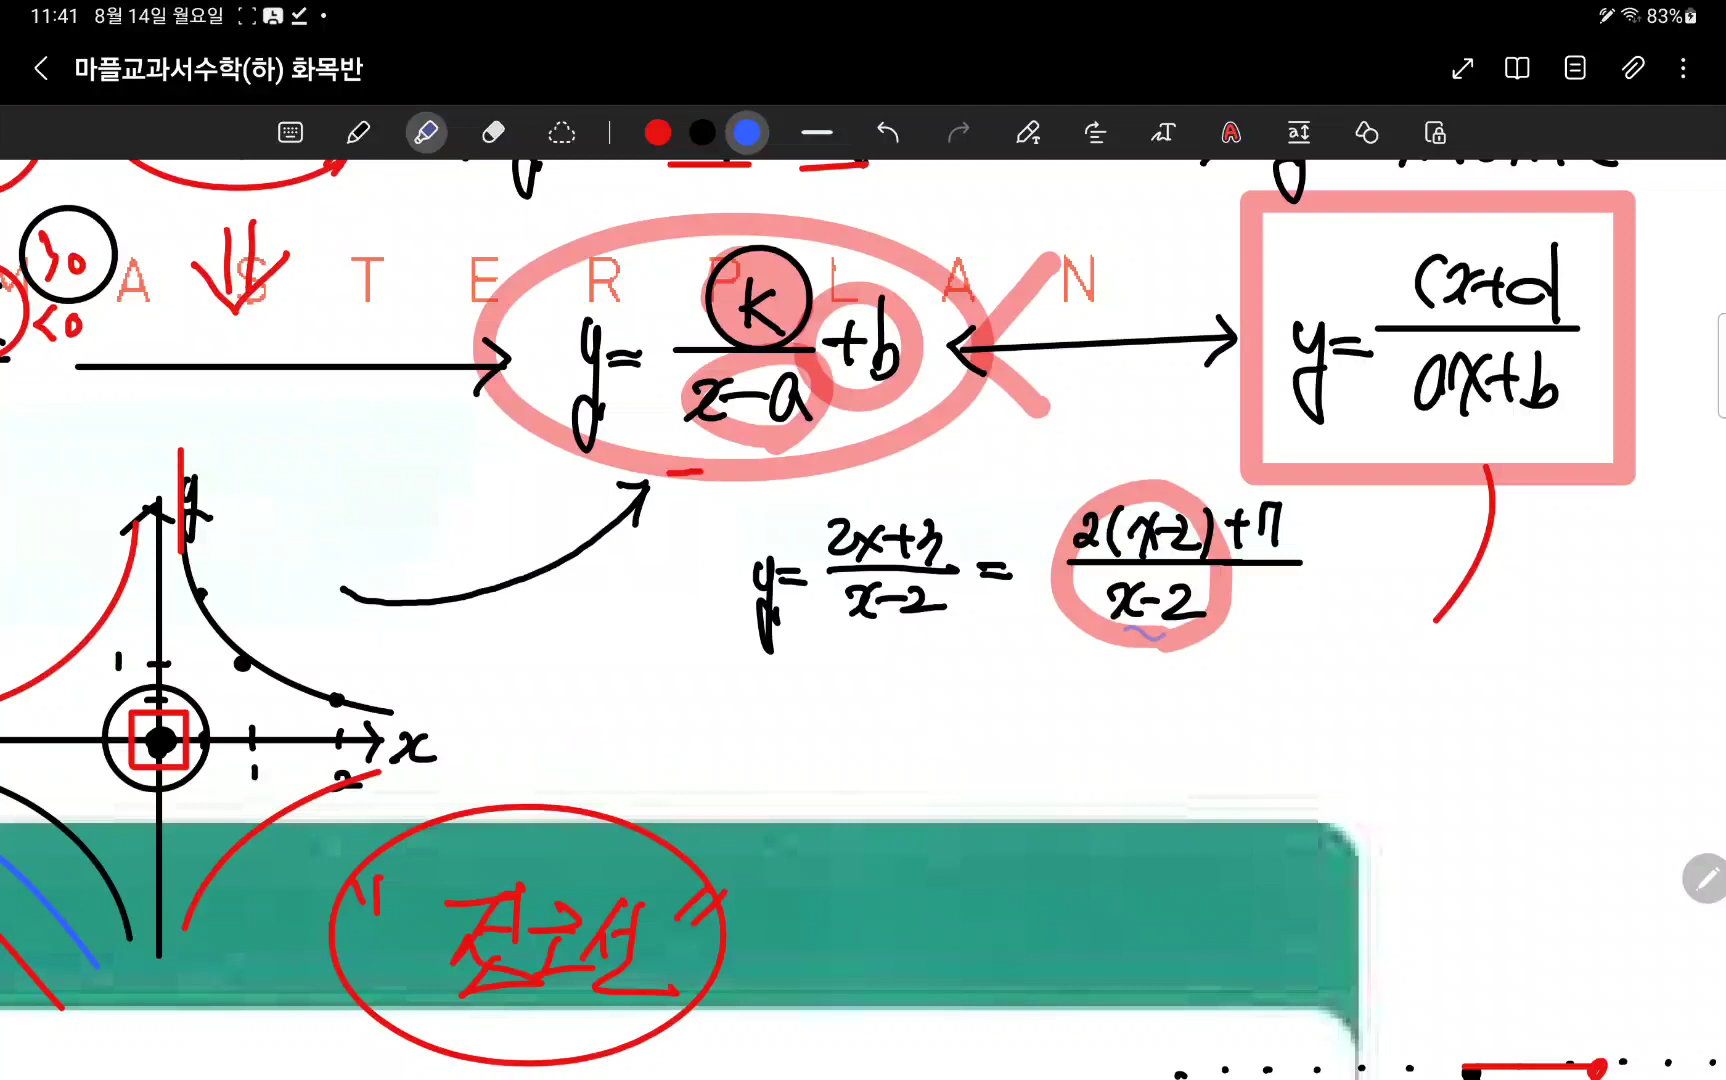 11:41 8월 14일 월요일
83%
마플교과서수학(하) 화목반
M A S T E R P L A N
>0
<0
y= k/(x-a) +b
y= (cx+d)/(ax+b)
y= (2x+3)/(x-2) = (2(x-2)+7)/(x-2)
y
1
x
1
2
"점근선"